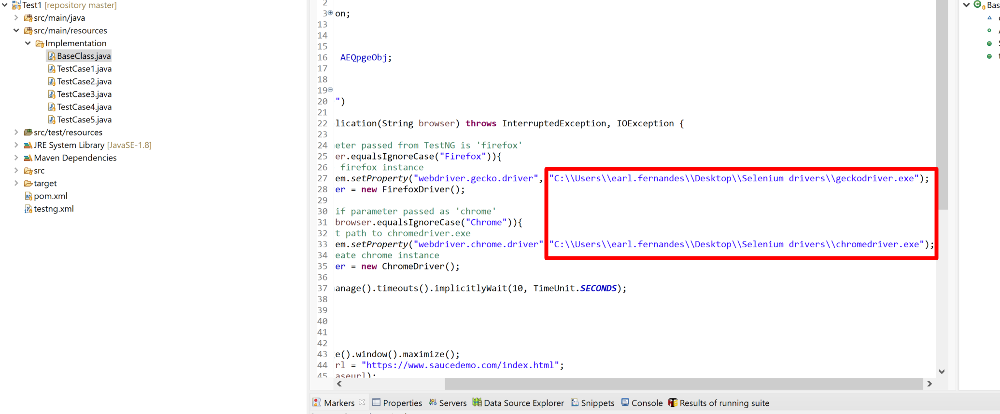 Test1 [repository master]
src/main/java
src/main/resources
Implementation
BaseClass.java
TestCase1.java
TestCase2.java
TestCase3.java
TestCase4.java
TestCase5.java
src/test/resources
JRE System Library [JavaSE-1.8]
Maven Dependencies
src
target
pom.xml
testng.xml
2
3 on;
13
14
15
16 AEQpgeObj;
17
18
19
20 ")
21
22 lication(String browser) throws InterruptedException, IOException {
23
24 eter passed from TestNG is 'firefox'
25 er.equalsIgnoreCase("Firefox")){
26 firefox instance
27 em.setProperty("webdriver.gecko.driver", "C:\\Users\\earl.fernandes\\Desktop\\Selenium drivers\\geckodriver.exe");
28 er = new FirefoxDriver();
29
30 if parameter passed as 'chrome'
31 browser.equalsIgnoreCase("Chrome")){
32 t path to chromedriver.exe
33 em.setProperty("webdriver.chrome.driver" "C:\\Users\\earl.fernandes\\Desktop\\Selenium drivers\\chromedriver.exe");
34 eate chrome instance
35 er = new ChromeDriver();
36
37 anage().timeouts().implicitlyWait(10, TimeUnit.SECONDS);
38
39
40
41
42
43 e().window().maximize();
44 rl = "https://www.saucedemo.com/index.html";
45 aseurl);
Bas
Markers Properties Servers Data Source Explorer Snippets Console Results of running suite